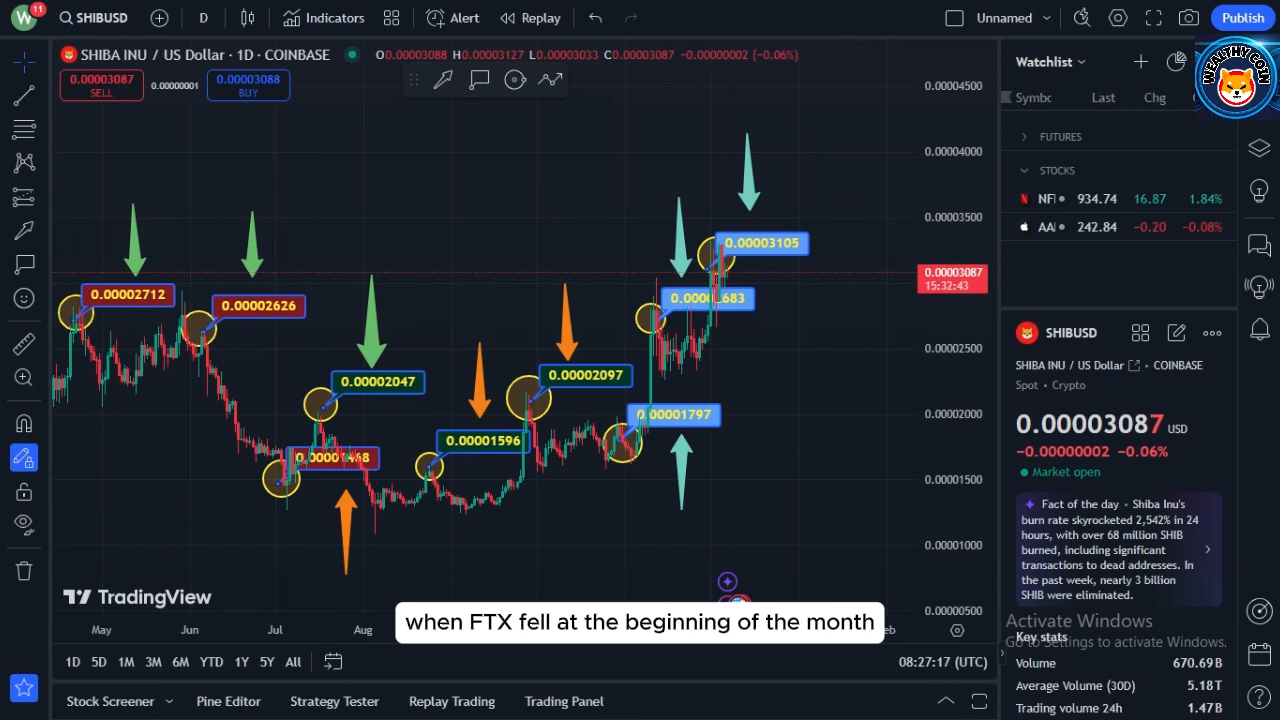 W
11
SHIBUSD
D
Indicators
Alert
Replay
Unnamed
Publish
SHIBA INU / US Dollar · 1D · COINBASE
O0.00003088 H0.00003127 L0.00003033 C0.00003087 −0.00000002 (−0.06%)
0.00003087
SELL
0.00000001
0.00003088
BUY
Watchlist
WEALTHY COIN
Symbc Last Chg
FUTURES
STOCKS
NFI 934.74 16.87 1.84%
AAI 242.84 −0.20 −0.08%
0.00004500
0.00004000
0.00003500
0.00003087
15:32:43
0.00002500
0.00002000
0.00001500
0.00001000
0.00000500
0.00002712
0.00002626
0.00001468
0.00002047
0.00001596
0.00002097
0.00001797
0.00003105
SHIBUSD
SHIBA INU / US Dollar · COINBASE
Spot · Crypto
0.00003087 USD
−0.00000002 −0.06%
Market open
Fact of the day · Shiba Inu's
burn rate skyrocketed 2,542% in 24
hours, with over 68 million SHIB
burned, including significant
transactions to dead addresses. In
the past week, nearly 3 billion
SHIB were eliminated.
TradingView
May Jun Jul Aug
when FTX fell at the beginning of the month
Activate Windows
Go to Settings to activate Windows.
Key stats
Volume 670.69B
Average Volume (30D) 5.18T
Trading volume 24h 1.47B
1D 5D 1M 3M 6M YTD 1Y 5Y All
08:27:17 (UTC)
Stock Screener Pine Editor Strategy Tester Replay Trading Trading Panel